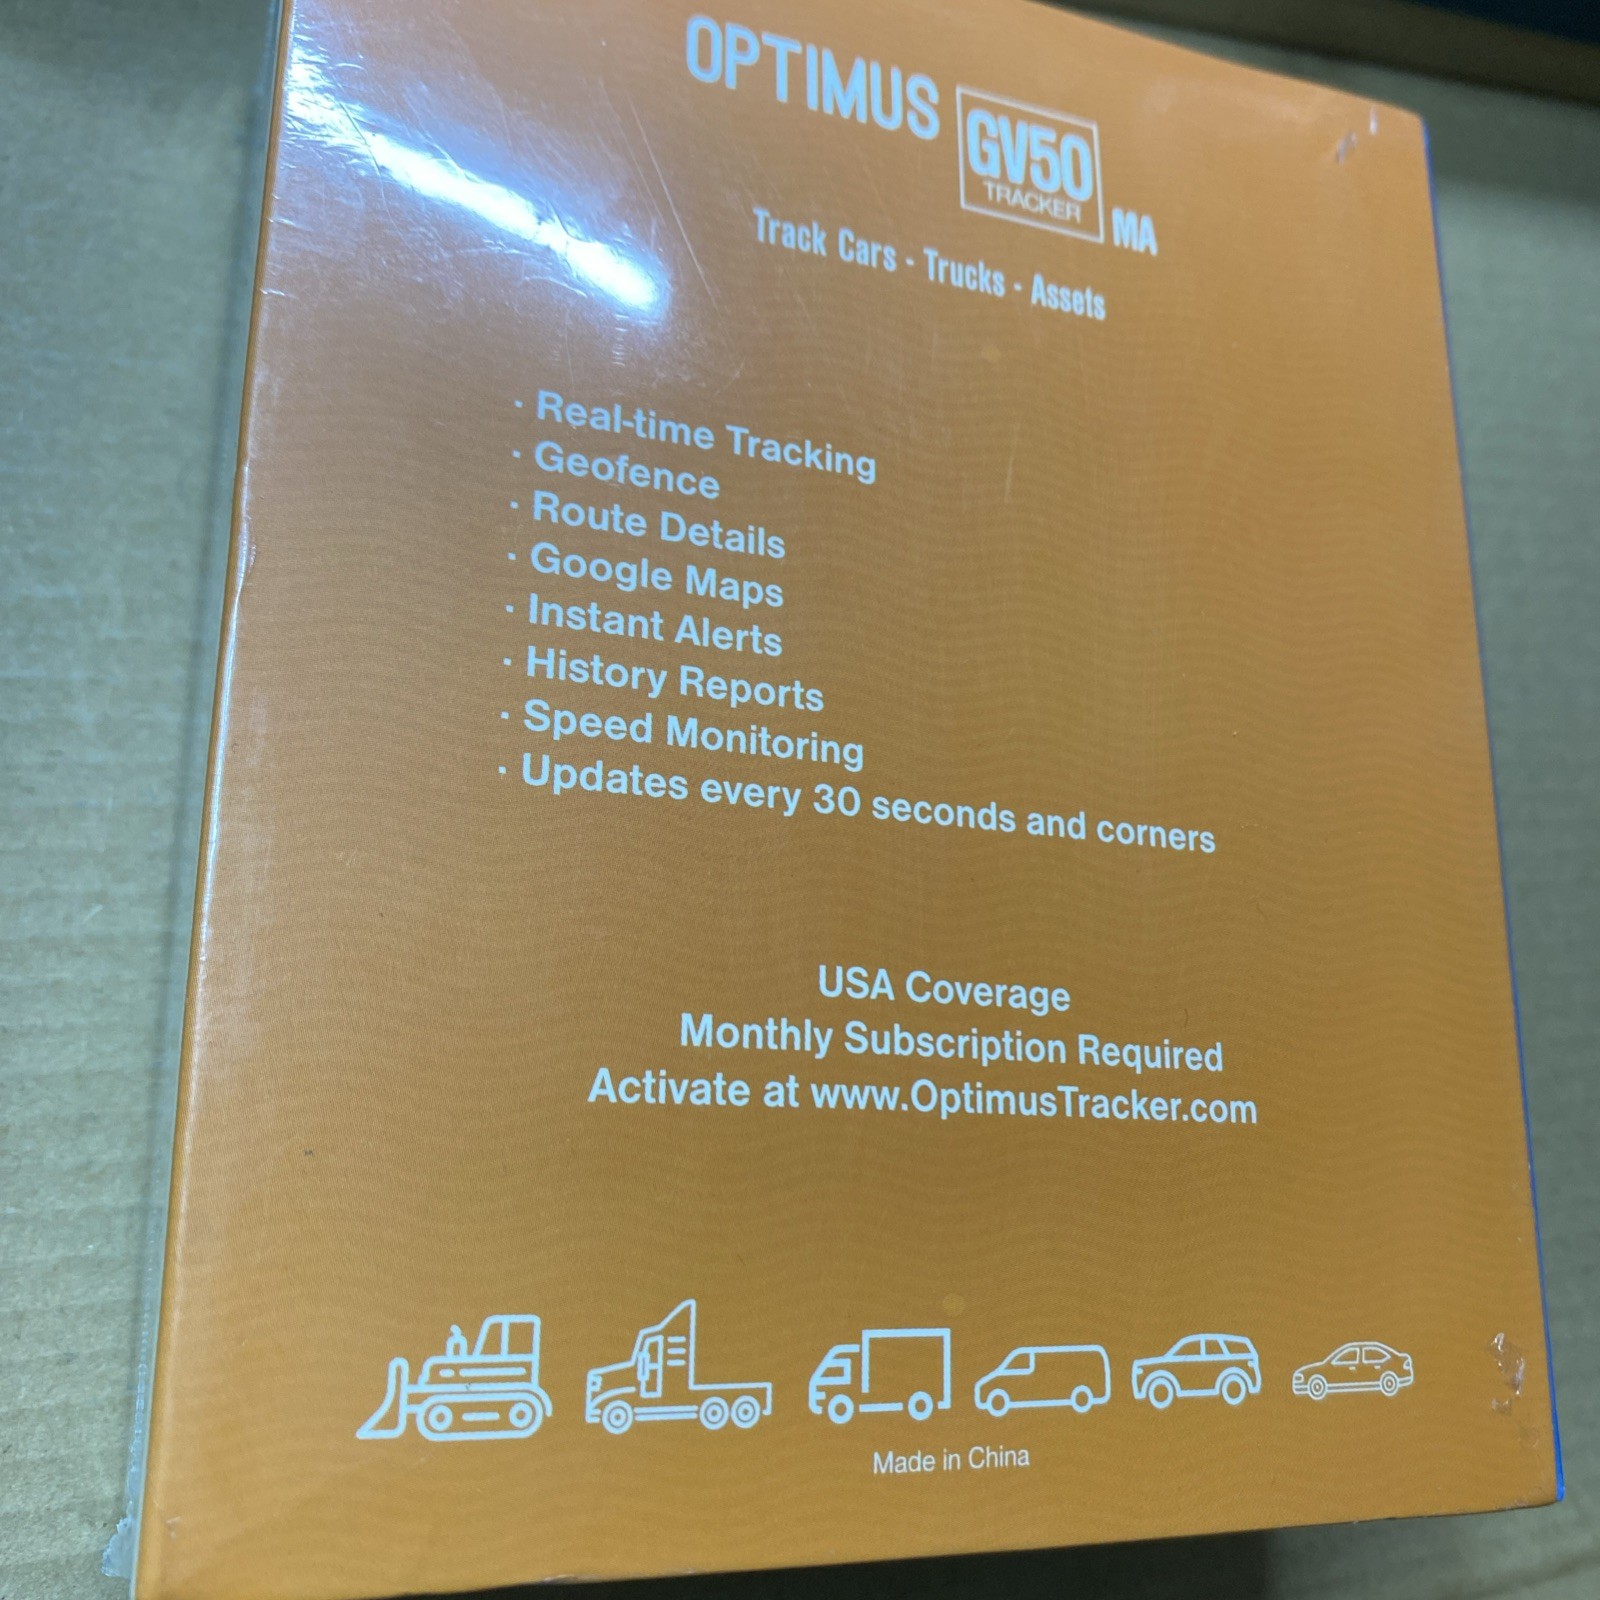 OPTIMUS GV50 TRACKER MA
Track Cars - Trucks - Assets
· Real-time Tracking
· Geofence
· Route Details
· Google Maps
· Instant Alerts
· History Reports
· Speed Monitoring
· Updates every 30 seconds and corners
USA Coverage
Monthly Subscription Required
Activate at www.OptimusTracker.com
Made in China